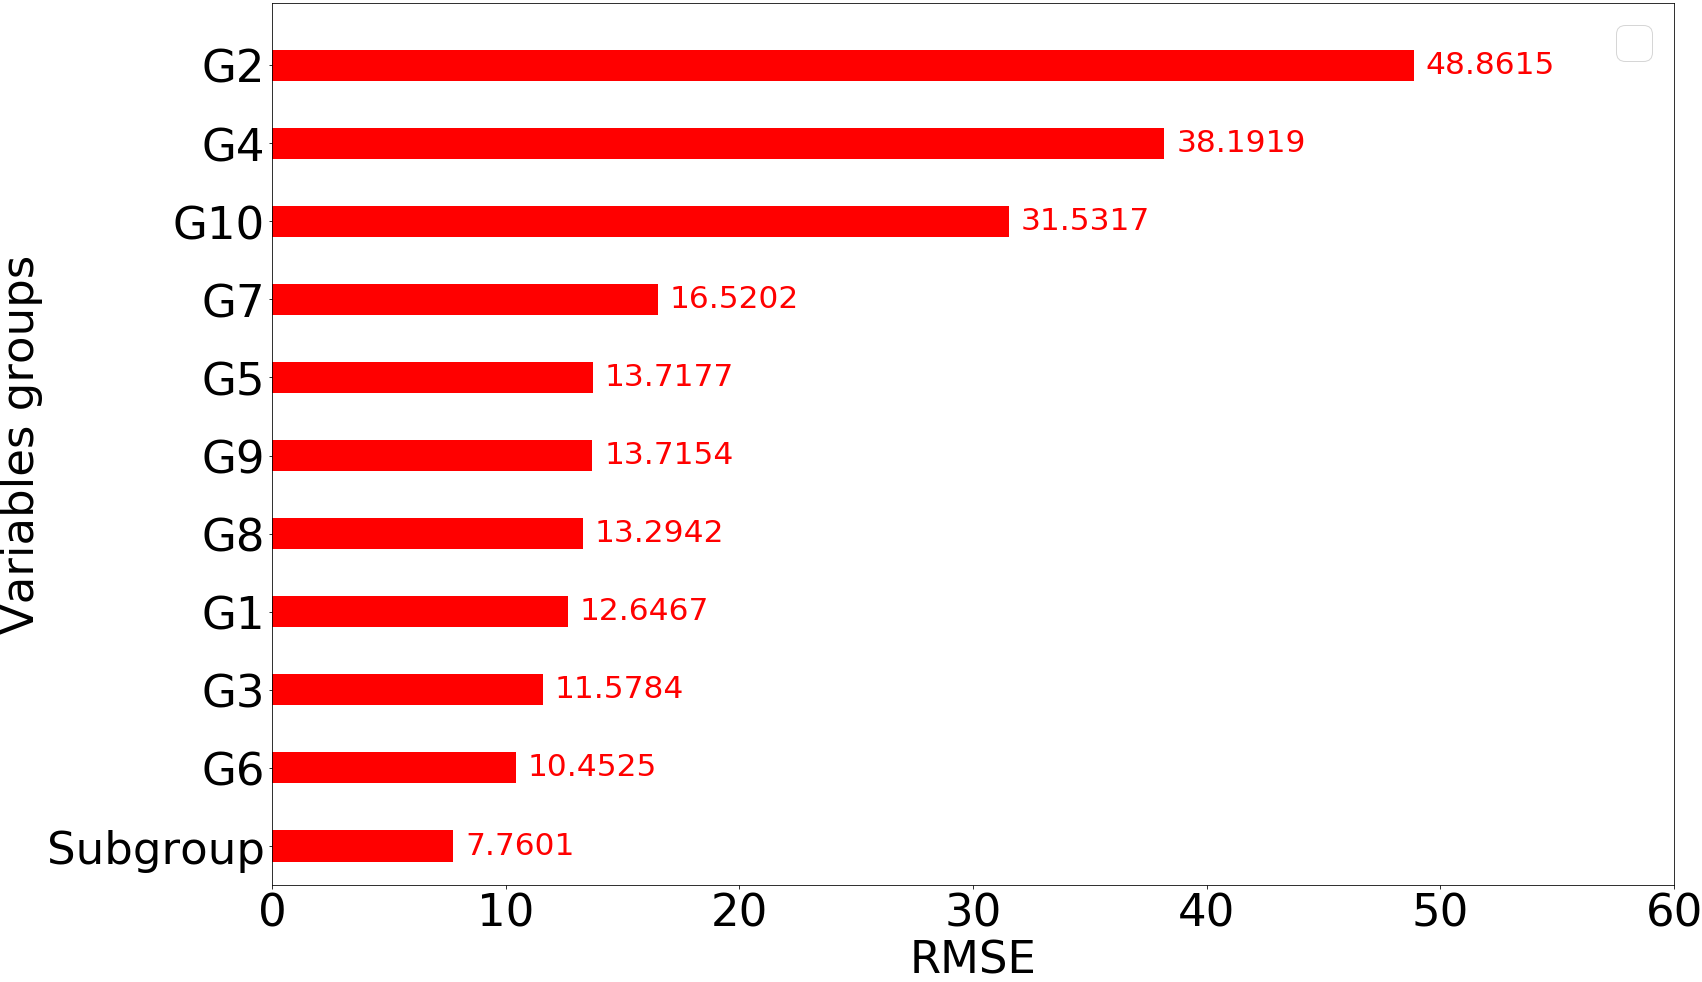 G2 48.8615
G4 38.1919
G10 31.5317
G7 16.5202
G5 13.7177
G9 13.7154
G8 13.2942
G1 12.6467
G3 11.5784
G6 10.4525
Subgroup 7.7601
Variables groups
0 10 20 30 40 50 60
RMSE